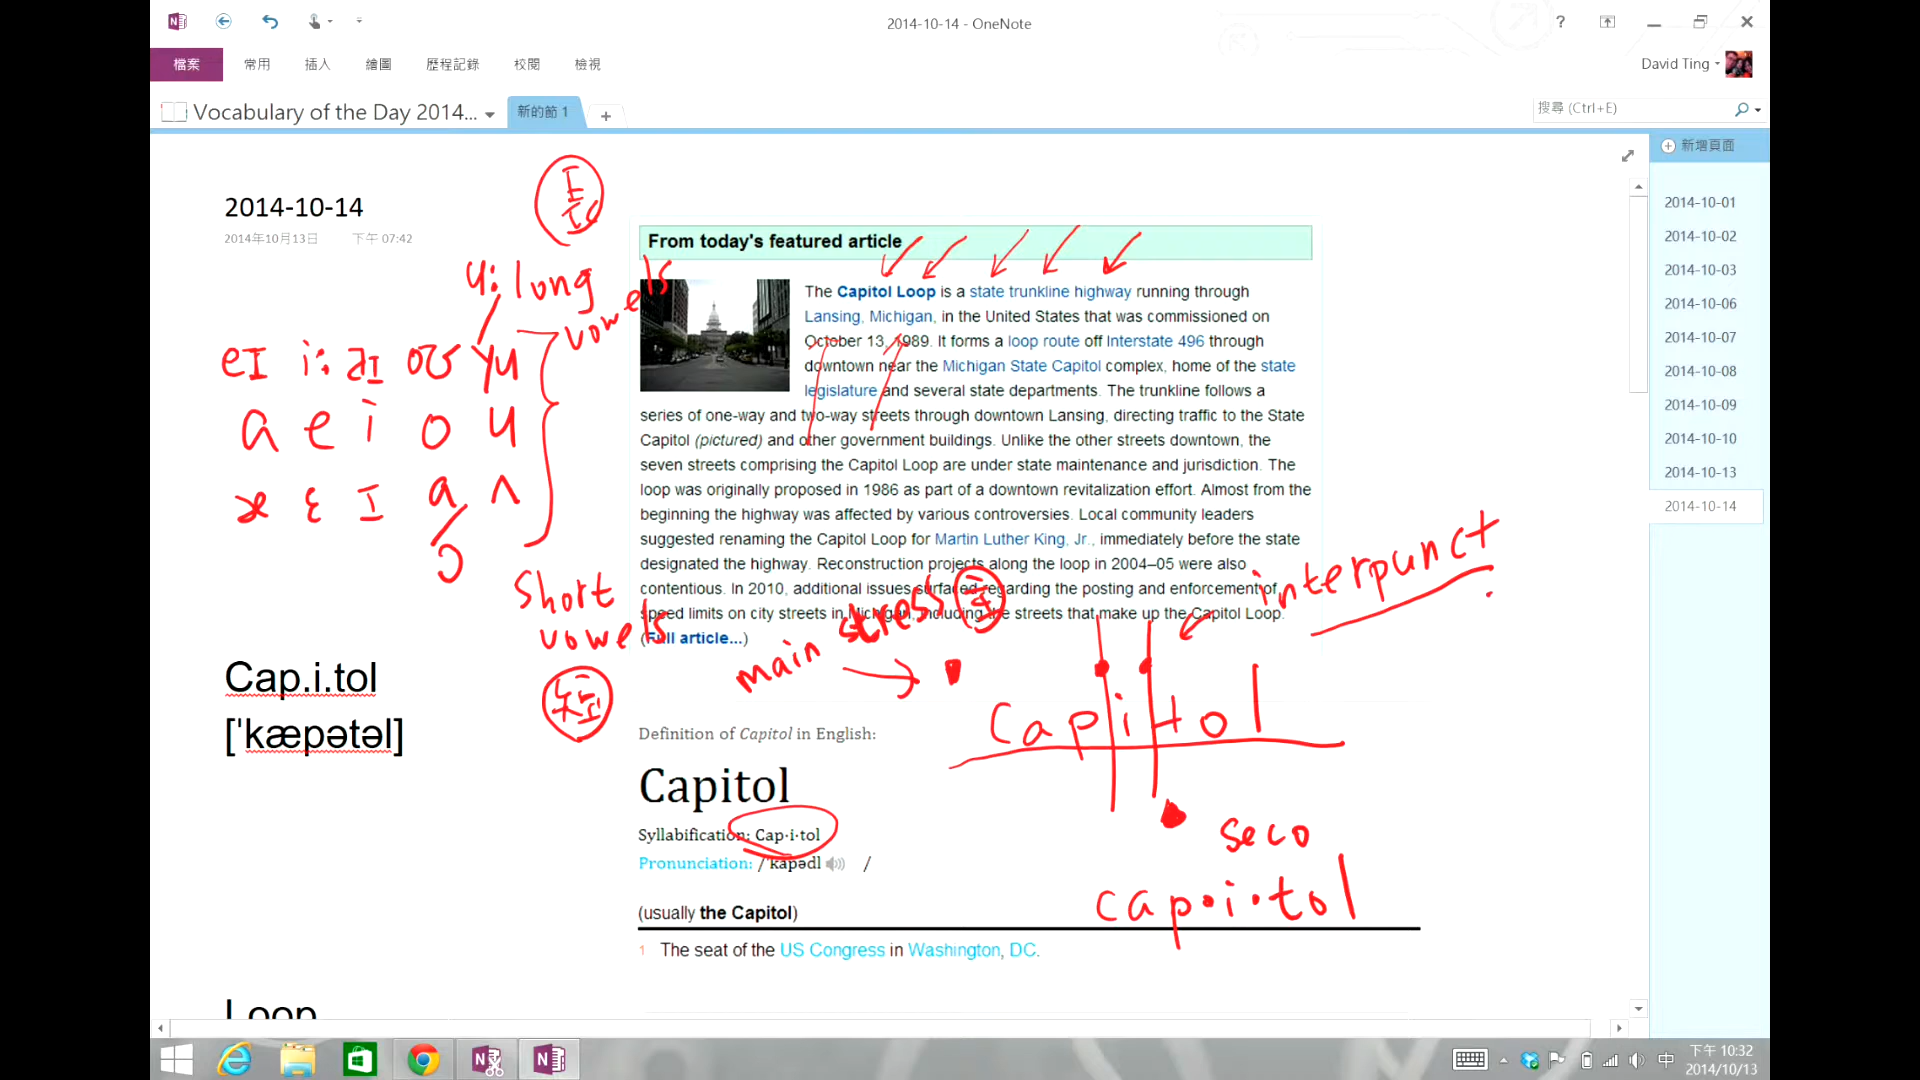 2014-10-14 - OneNote
?
檔案 常用 插入 繪圖 歷程記錄 校閱 檢視
David Ting
Vocabulary of the Day 2014...
新的節 1
+
搜尋 (Ctrl+E)
新增頁面
2014-10-01
2014-10-02
2014-10-03
2014-10-06
2014-10-07
2014-10-08
2014-10-09
2014-10-10
2014-10-13
2014-10-14
2014-10-14
2014年10月13日 下午 07:42
u: long
vowels
eɪ i: aɪ oʊ yu
a e i o u
æ ɛ ɪ a ʌ
ɔ
short
vowels
短
Cap.i.tol
['kæpətəl]
Loop
From today's featured article
The Capitol Loop is a state trunkline highway running through
Lansing, Michigan, in the United States that was commissioned on
October 13, 1989. It forms a loop route off Interstate 496 through
downtown near the Michigan State Capitol complex, home of the state
legislature and several state departments. The trunkline follows a
series of one-way and two-way streets through downtown Lansing, directing traffic to the State
Capitol (pictured) and other government buildings. Unlike the other streets downtown, the
seven streets comprising the Capitol Loop are under state maintenance and jurisdiction. The
loop was originally proposed in 1986 as part of a downtown revitalization effort. Almost from the
beginning the highway was affected by various controversies. Local community leaders
suggested renaming the Capitol Loop for Martin Luther King, Jr., immediately before the state
designated the highway. Reconstruction projects along the loop in 2004–05 were also
contentious. In 2010, additional issues surfaced regarding the posting and enforcement of
speed limits on city streets in Michigan, including the streets that make up the Capitol Loop.
(Full article...)
main stress
interpunct
Capitol
seco
cap·i·tol
Definition of Capitol in English:
Capitol
Syllabification: Cap·i·tol
Pronunciation: /ˈkapədl /
(usually the Capitol)
1 The seat of the US Congress in Washington, DC.
中
下午 10:32
2014/10/13